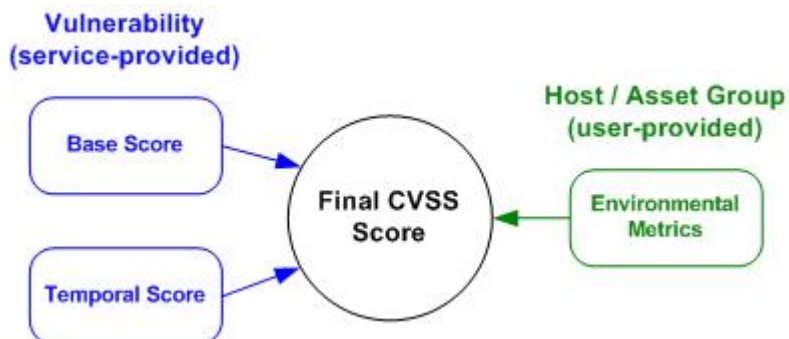 Vulnerability
(service-provided)
Base Score
Temporal Score
Final CVSS
Score
Host / Asset Group
(user-provided)
Environmental
Metrics